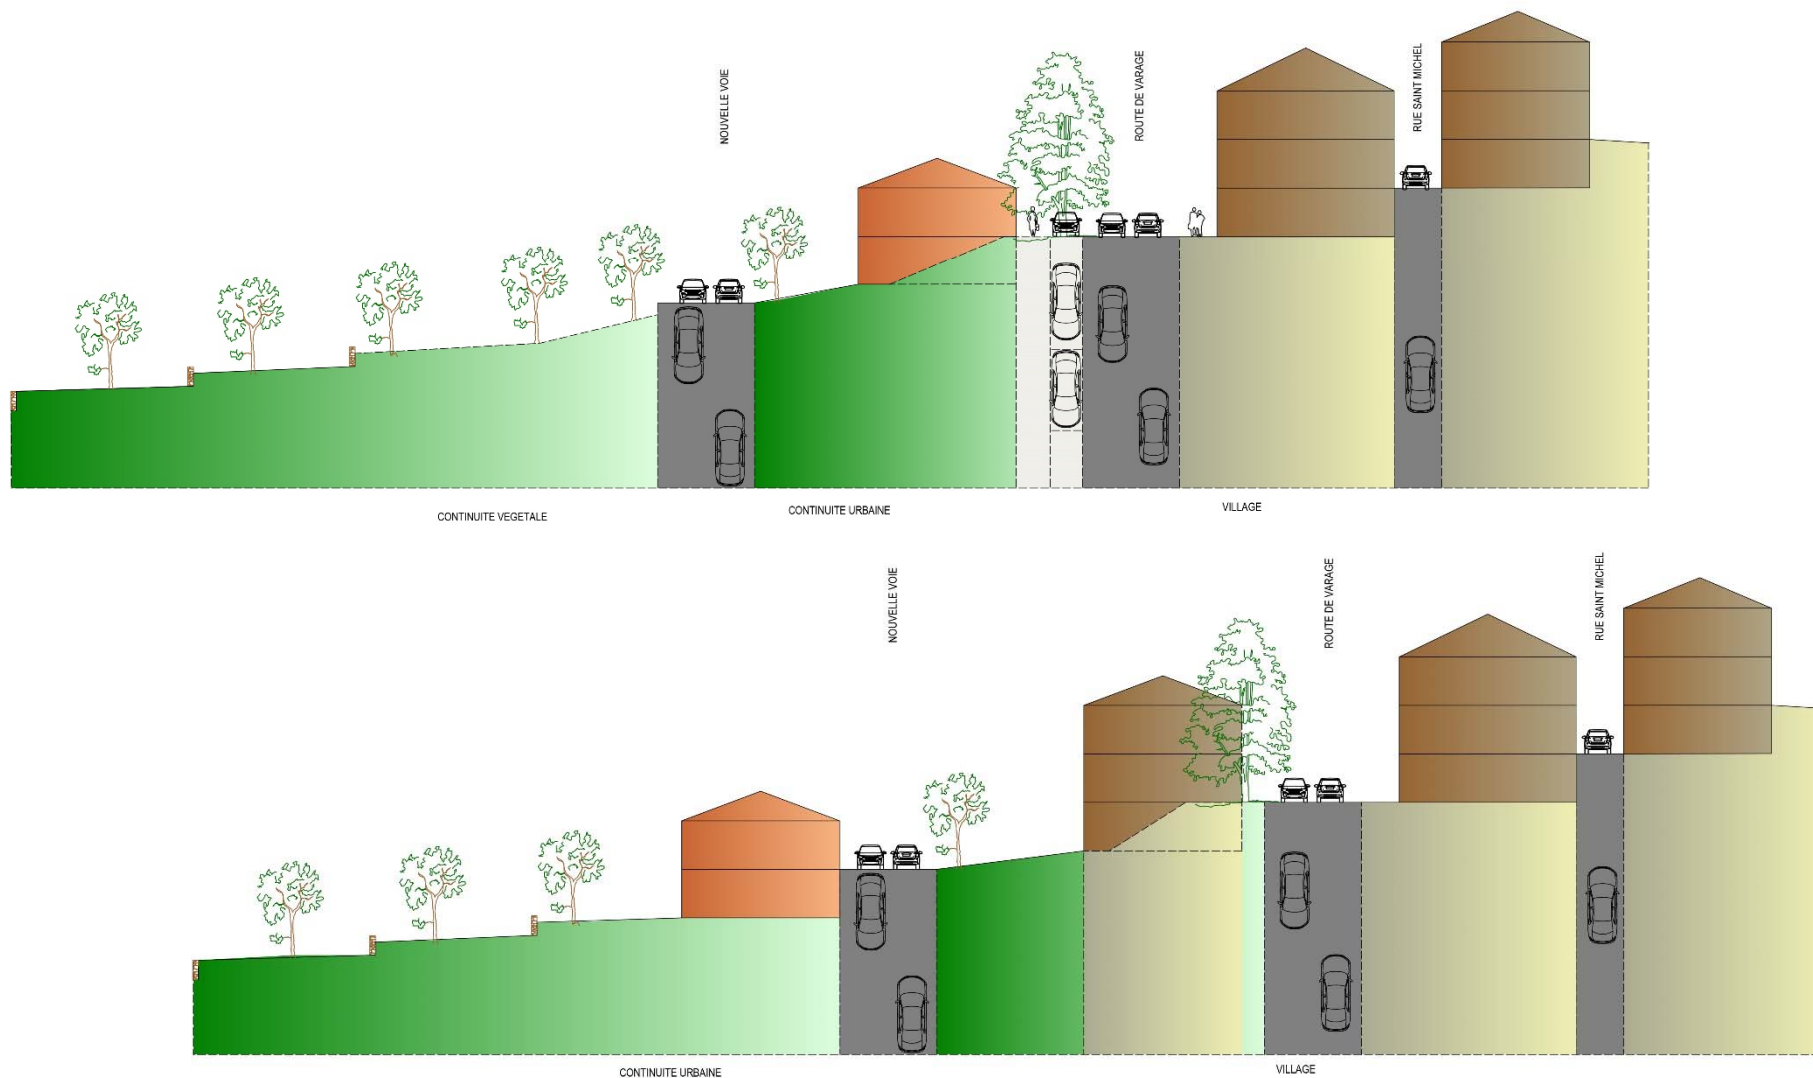 NOUVELLE VOIE
ROUTE DE VARAGE
RUE SAINT MICHEL
CONTINUITE VEGETALE
CONTINUITE URBAINE
VILLAGE
NOUVELLE VOIE
ROUTE DE VARAGE
RUE SAINT MICHEL
CONTINUITE URBAINE
VILLAGE